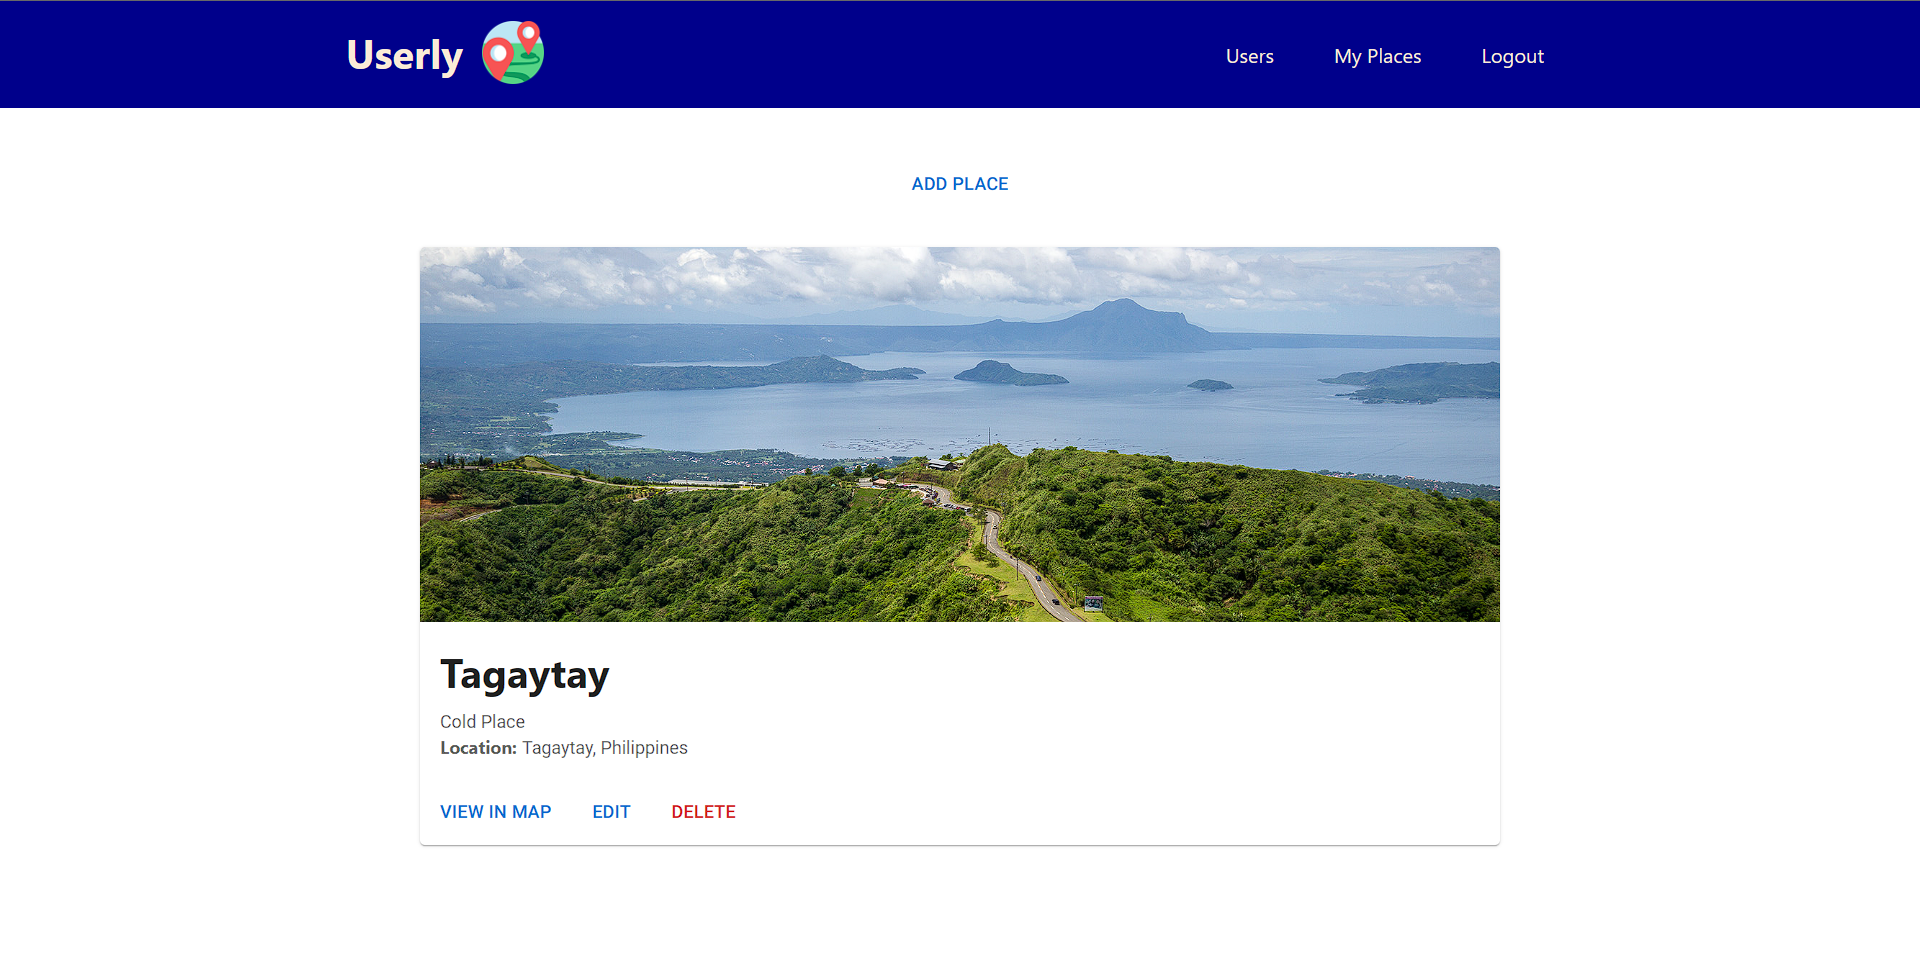 Userly
Users My Places Logout
ADD PLACE
Tagaytay
Cold Place
Location: Tagaytay, Philippines
VIEW IN MAP EDIT DELETE